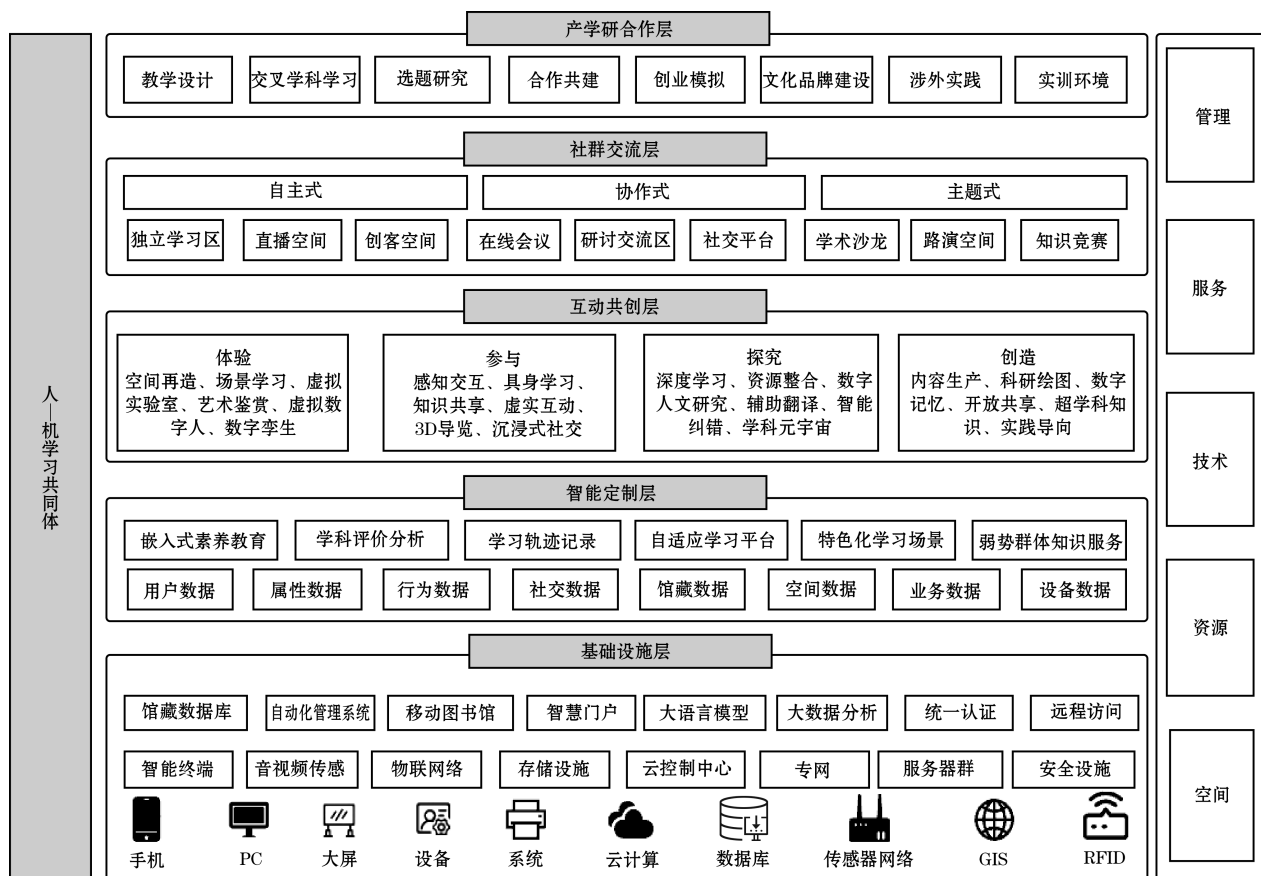 产学研合作层
教学设计
交叉学科学习
选题研究
合作共建
创业模拟
文化品牌建设
涉外实践
实训环境
社群交流层
自主式
协作式
主题式
独立学习区
直播空间
创客空间
在线会议
研讨交流区
社交平台
学术沙龙
路演空间
知识竞赛
互动共创层
体验
空间再造、场景学习、虚拟
实验室、艺术鉴赏、虚拟数
字人、数字孪生
参与
感知交互、具身学习、
知识共享、虚实互动、
3D导览、沉浸式社交
探究
深度学习、资源整合、数字
人文研究、辅助翻译、智能
纠错、学科元宇宙
创造
内容生产、科研绘图、数字
记忆、开放共享、超学科知
识、实践导向
智能定制层
嵌入式素养教育
学科评价分析
学习轨迹记录
自适应学习平台
特色化学习场景
弱势群体知识服务
用户数据
属性数据
行为数据
社交数据
馆藏数据
空间数据
业务数据
设备数据
基础设施层
馆藏数据库
自动化管理系统
移动图书馆
智慧门户
大语言模型
大数据分析
统一认证
远程访问
智能终端
音视频传感
物联网络
存储设施
云控制中心
专网
服务器群
安全设施
手机
PC
大屏
设备
系统
云计算
数据库
传感器网络
GIS
RFID
人—机学习共同体
管理
服务
技术
资源
空间